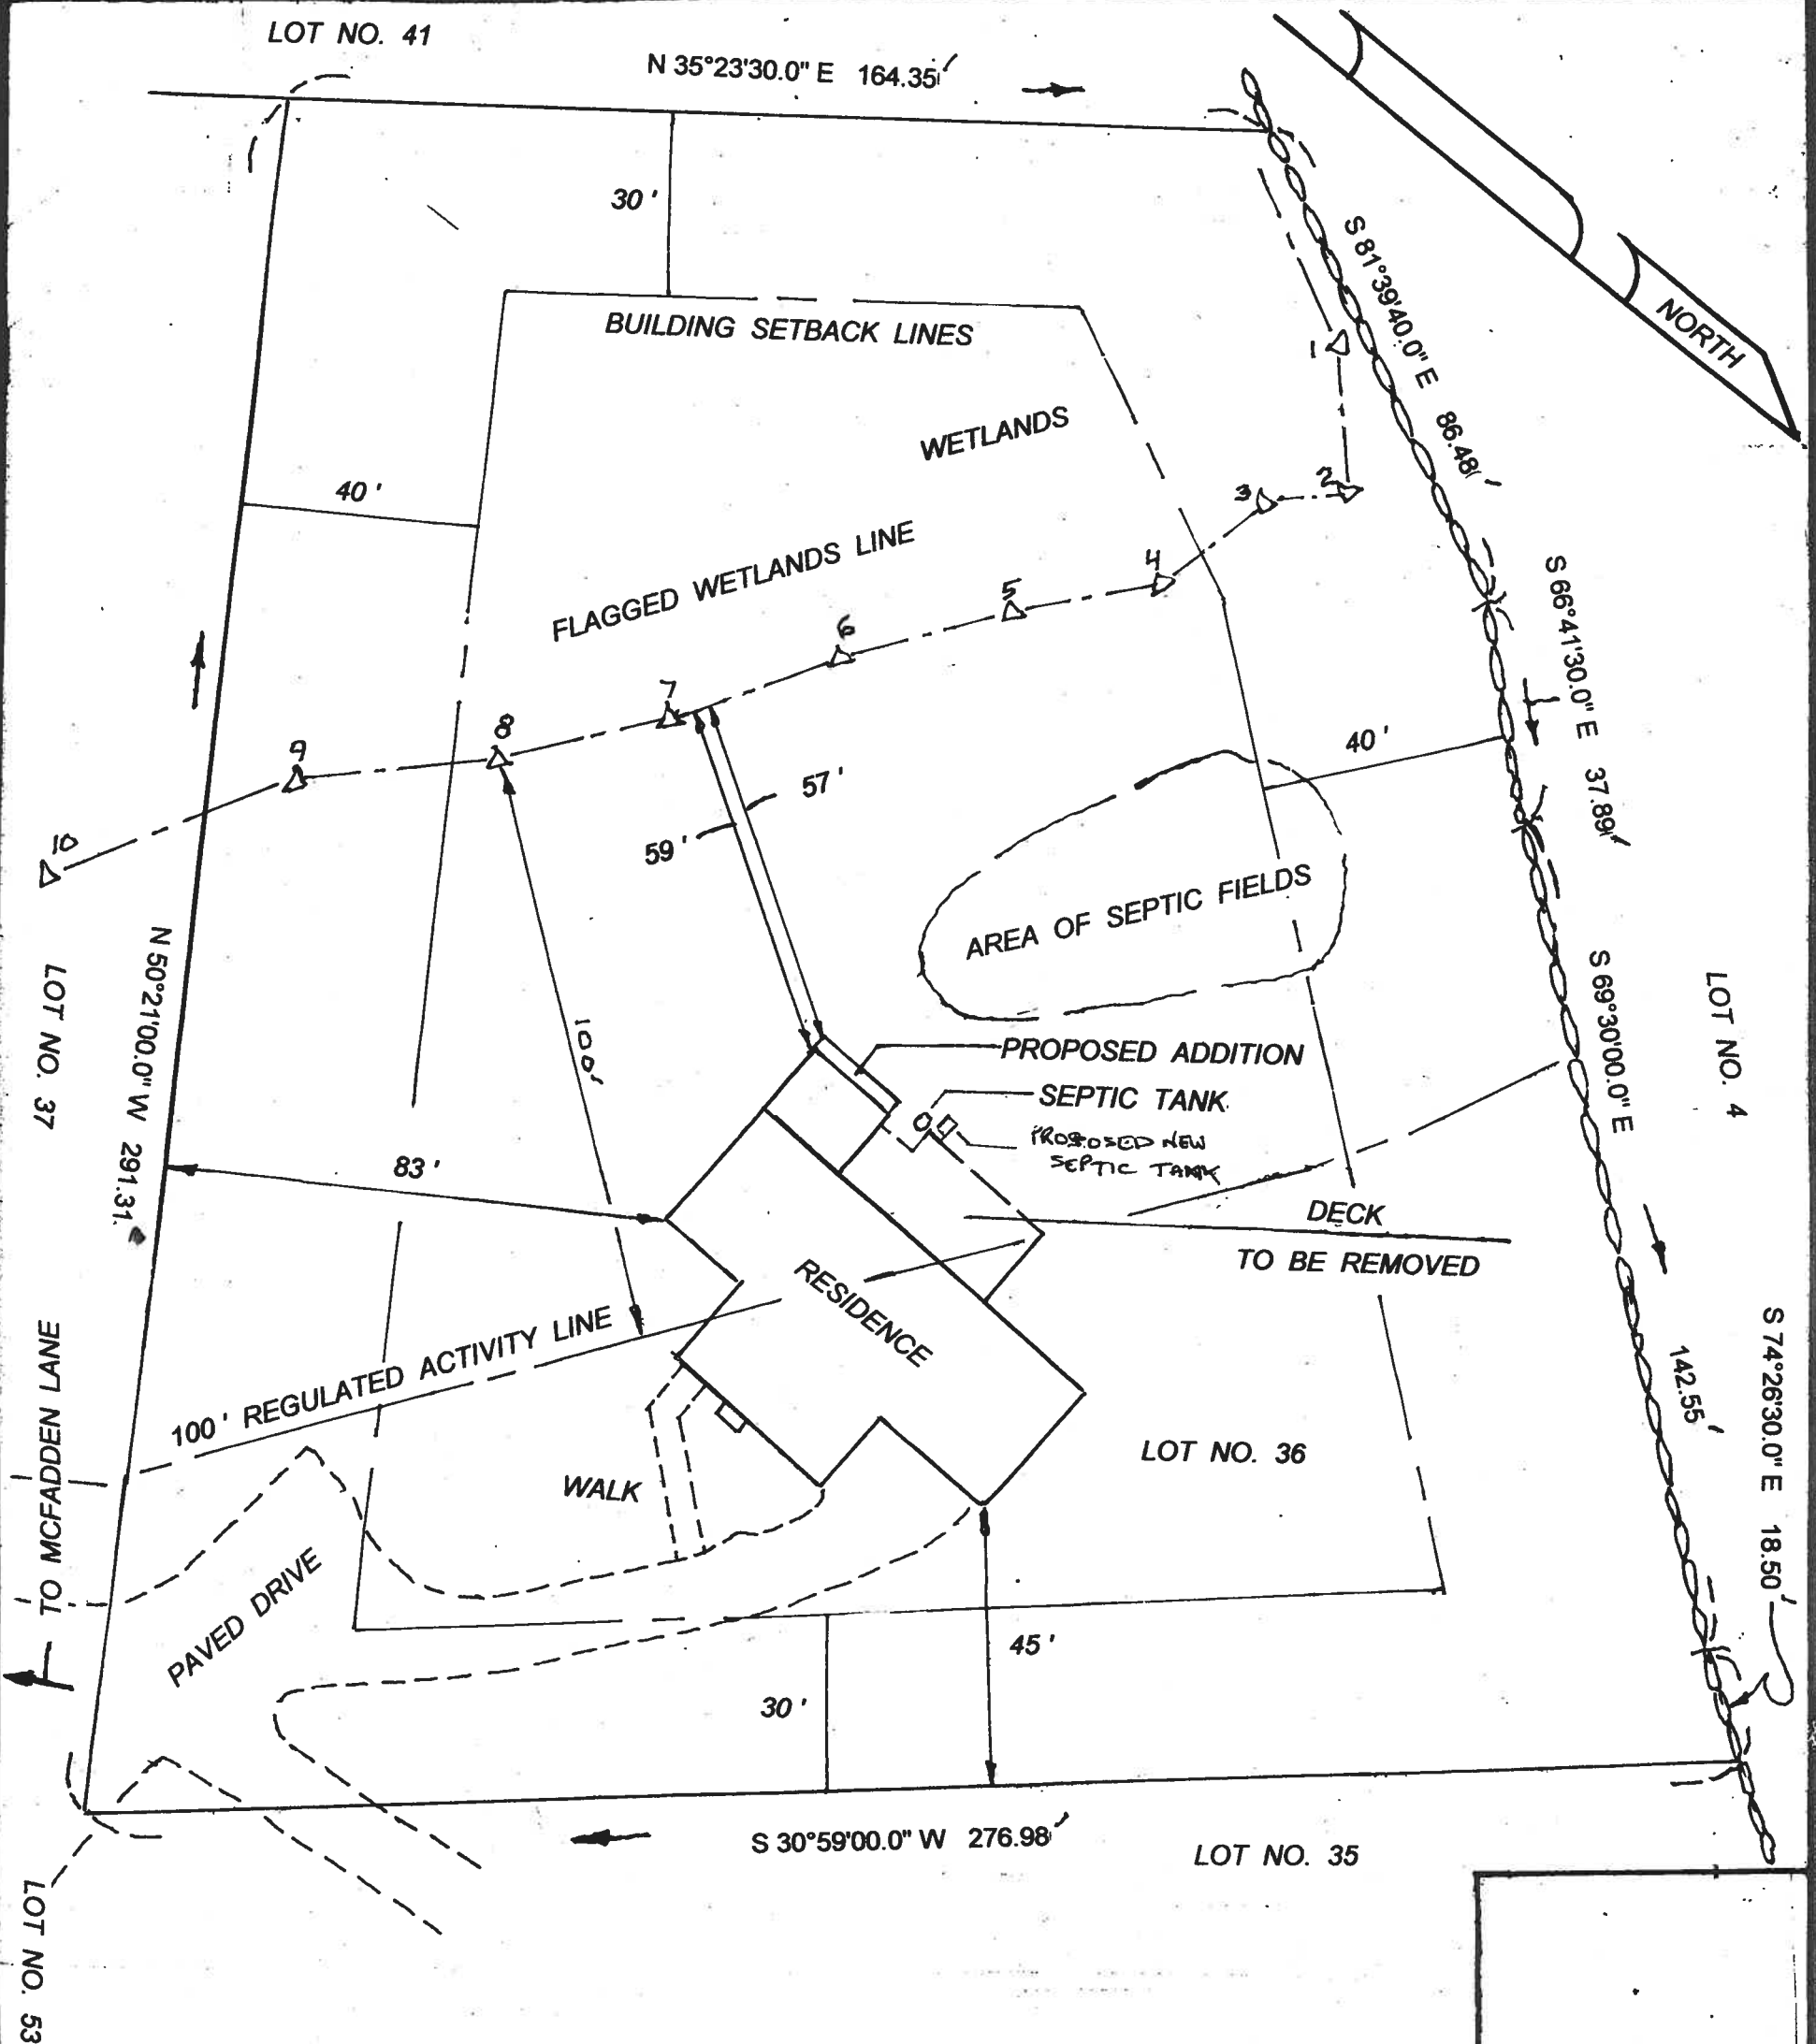 LOT NO. 41
N 35°23'30.0" E 164.35'
NORTH
30'
S 81°39'40.0" E 86.48'
BUILDING SETBACK LINES
1
WETLANDS
40'
2
3
FLAGGED WETLANDS LINE
4
5
6
7
8
9
10
S 66°41'30.0" E 37.89'
40'
57'
59'
AREA OF SEPTIC FIELDS
LOT NO. 37
N 50°21'00.0" W 291.31'
LOT NO. 4
S 69°30'00.0" E
142.55'
100'
PROPOSED ADDITION
SEPTIC TANK
PROPOSED NEW
SEPTIC TANK
83'
DECK
TO BE REMOVED
RESIDENCE
100' REGULATED ACTIVITY LINE
TO MCFADDEN LANE
S 74°26'30.0" E 18.50'
LOT NO. 36
WALK
PAVED DRIVE
45'
30'
S 30°59'00.0" W 276.98'
LOT NO. 35
LOT NO. 53